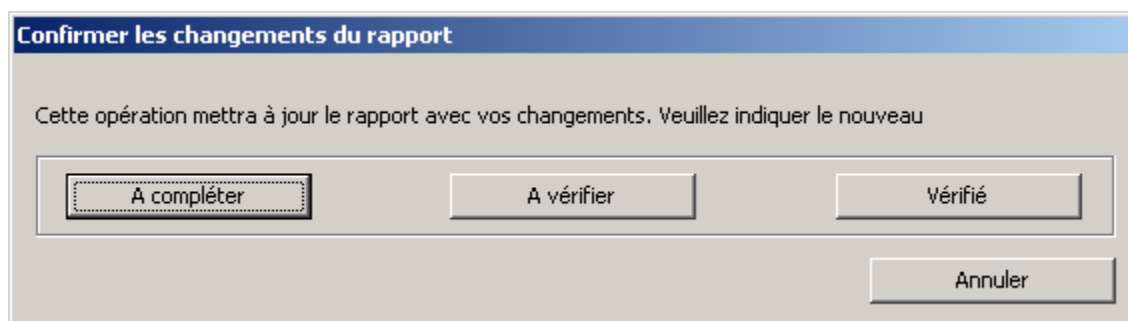 Confirmer les changements du rapport
Cette opération mettra à jour le rapport avec vos changements. Veuillez indiquer le nouveau
A compléter
A vérifier
Vérifié
Annuler